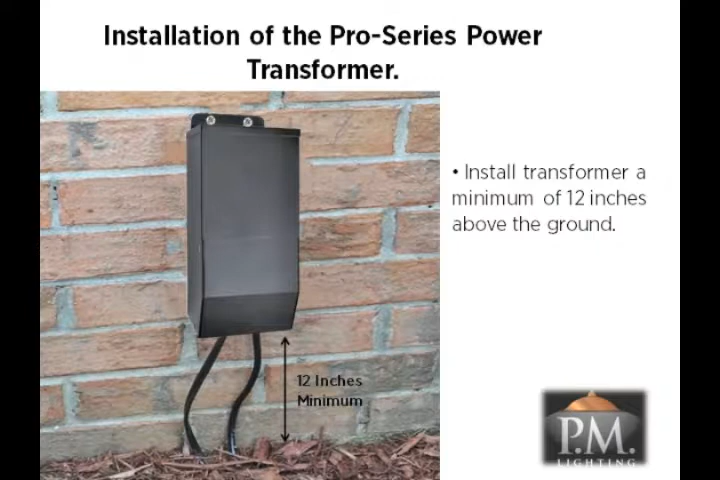 Installation of the Pro-Series Power
Transformer.
• Install transformer a
minimum of 12 inches
above the ground.
12 Inches
Minimum
P.M.
LIGHTING